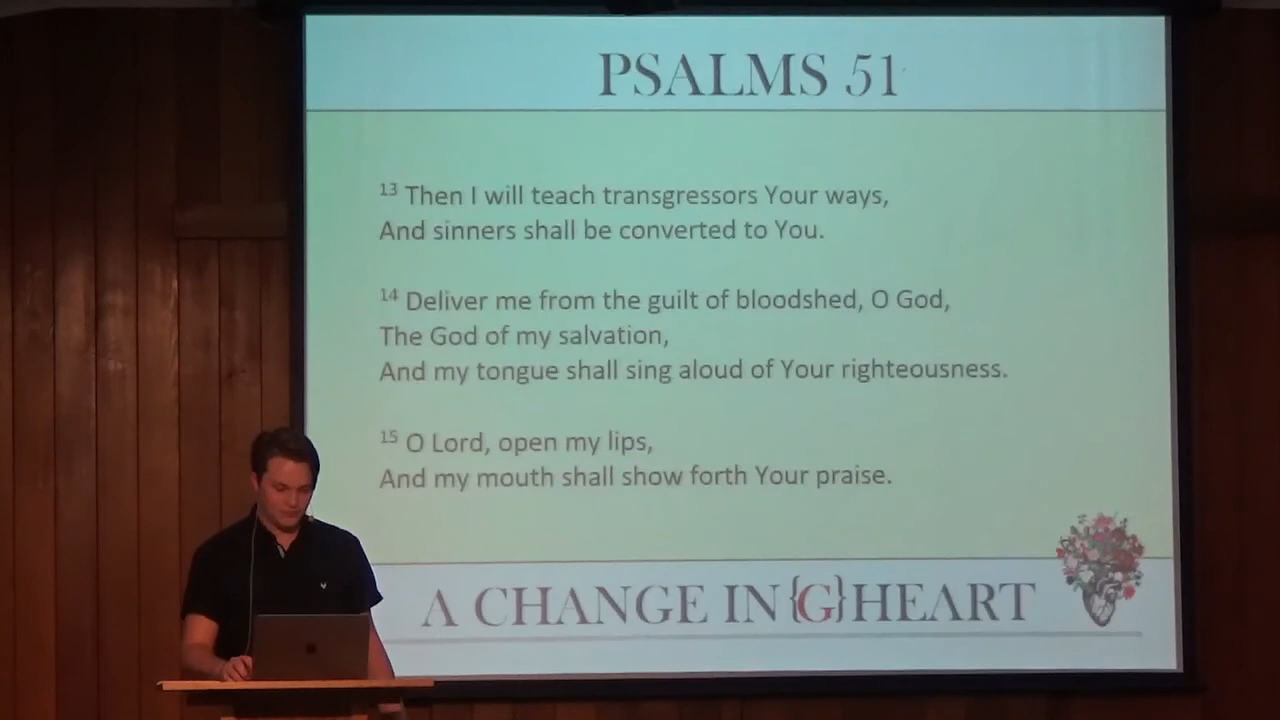 PSALMS 51
13 Then I will teach transgressors Your ways,
And sinners shall be converted to You.
14 Deliver me from the guilt of bloodshed, O God,
The God of my salvation,
And my tongue shall sing aloud of Your righteousness.
15 O Lord, open my lips,
And my mouth shall show forth Your praise.
A CHANGE IN {G} HEART